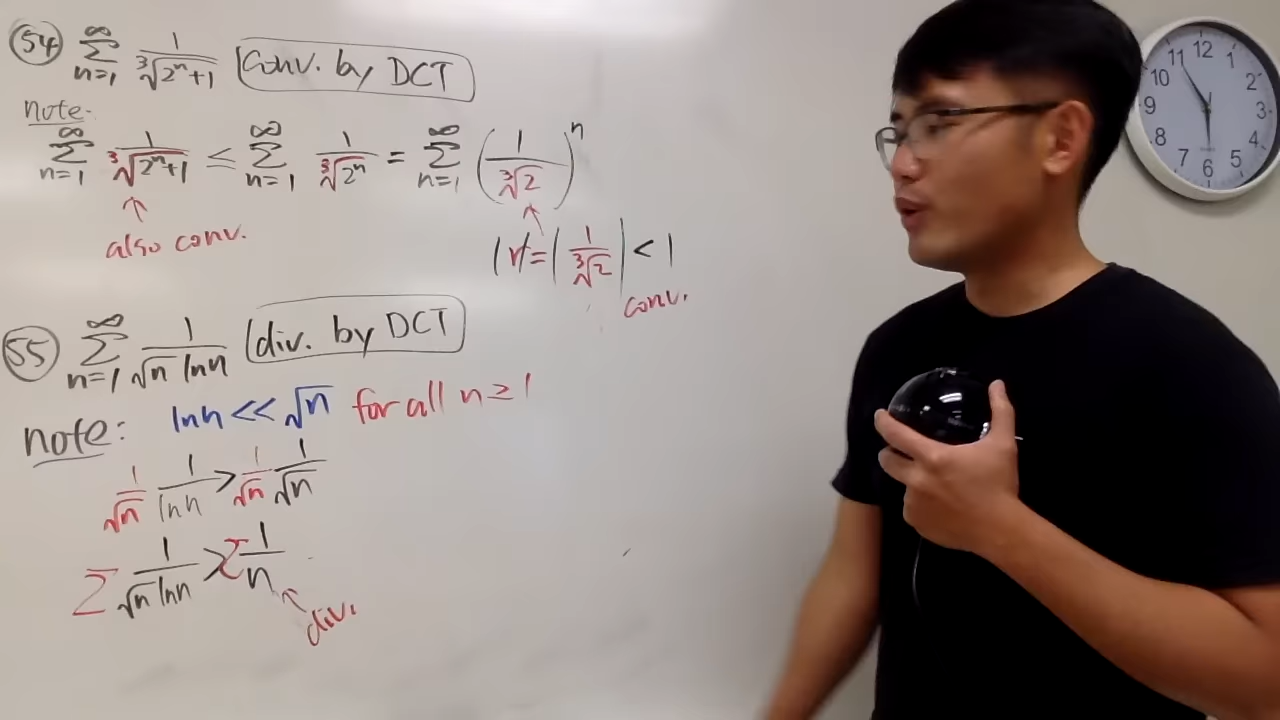 54 ∞∑n=1 1/∛(2ⁿ+1) Conv. by DCT
note-
∞∑n=1 1/∛(2ⁿ+1) ≤ ∞∑n=1 1/∛(2ⁿ) = ∞∑n=1 (1/∛2)ⁿ
↑ also conv.
↑ |r| = |1/∛2| < 1
conv.
55 ∞∑n=1 1/(√n ln n) div. by DCT
note: ln n << √n for all n ≥ 1
1/√n 1/ln n > 1/√n 1/√n
∑ 1/(√n ln n) > ∑ 1/n
↖ div.
12
1
2
3
4
5
6
7
8
9
10
11